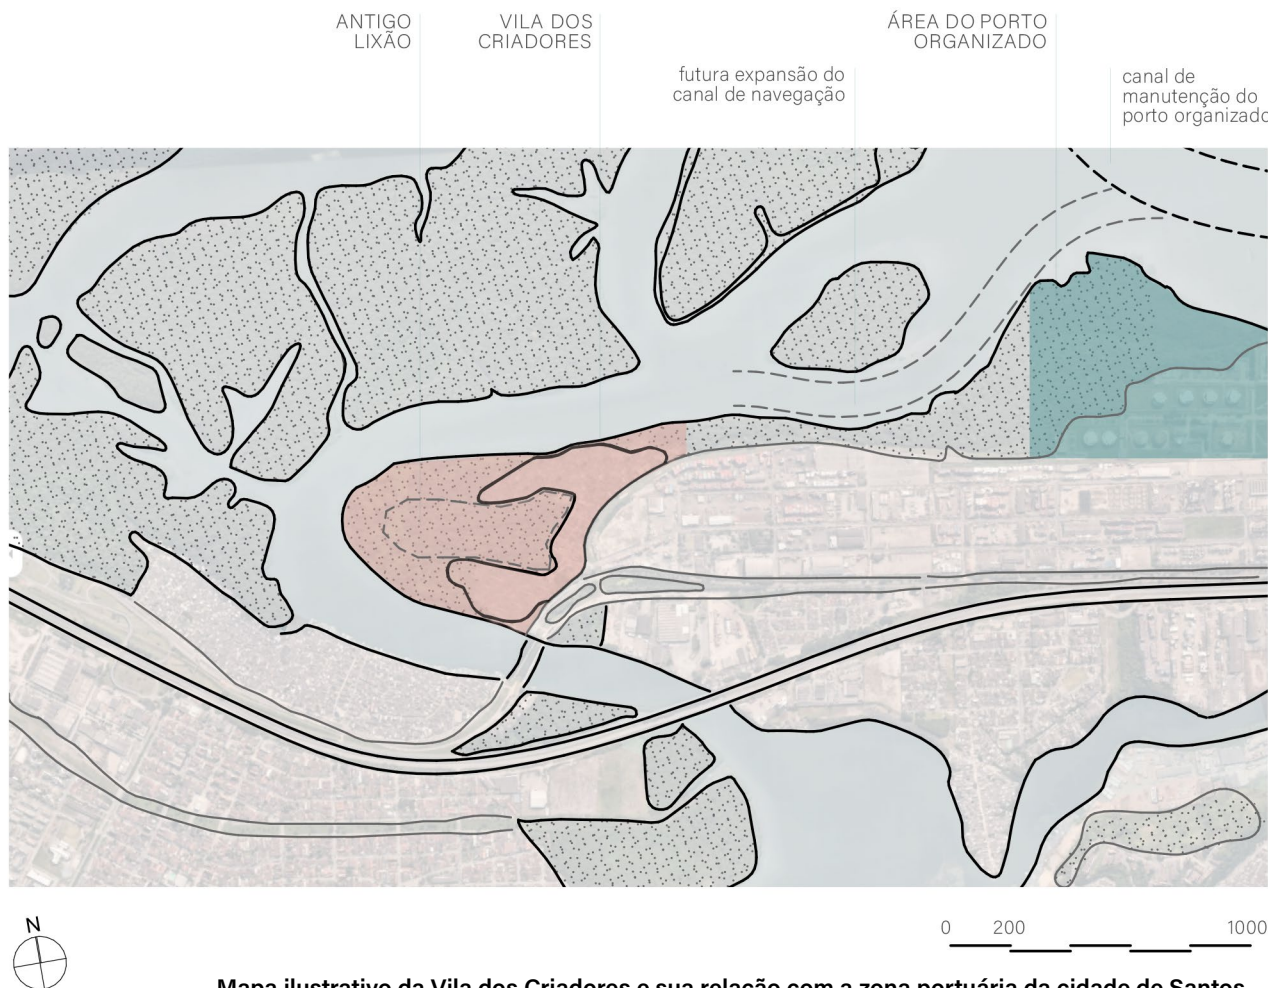 ANTIGO
LIXÃO
VILA DOS
CRIADORES
ÁREA DO PORTO
ORGANIZADO
futura expansão do
canal de navegação
canal de
manutenção do
porto organizado
N
0 200 1000
Mapa ilustrativo da Vila dos Criadores e sua relação com a zona portuária da cidade de Santos